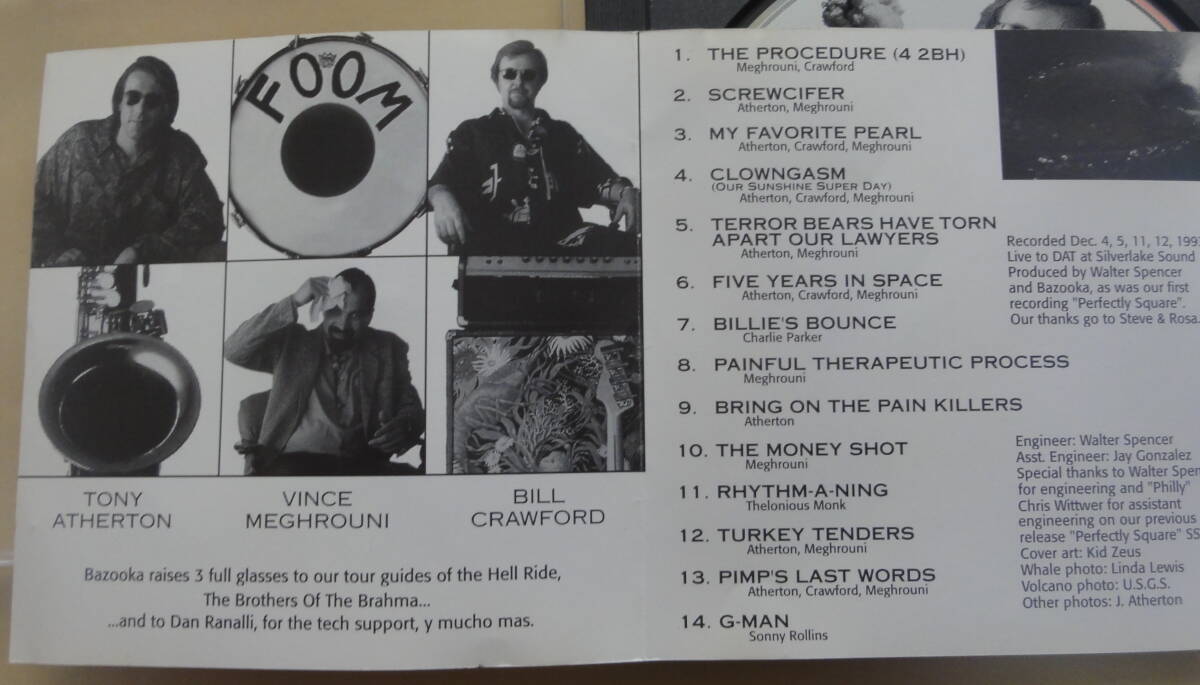 FOOM
TONY
ATHERTON
VINCE
MEGHROUNI
BILL
CRAWFORD
Bazooka raises 3 full glasses to our tour guides of the Hell Ride,
The Brothers Of The Brahma...
...and to Dan Ranalli, for the tech support, y mucho mas.
1. THE PROCEDURE (4 2BH)
Meghrouni, Crawford
2. SCREWCIFER
Atherton, Meghrouni
3. MY FAVORITE PEARL
Atherton, Crawford, Meghrouni
4. CLOWNGASM
(OUR SUNSHINE SUPER DAY)
Atherton, Crawford, Meghrouni
5. TERROR BEARS HAVE TORN
APART OUR LAWYERS
Atherton, Meghrouni
6. FIVE YEARS IN SPACE
Atherton, Crawford, Meghrouni
7. BILLIE'S BOUNCE
Charlie Parker
8. PAINFUL THERAPEUTIC PROCESS
Meghrouni
9. BRING ON THE PAIN KILLERS
Atherton
10. THE MONEY SHOT
Meghrouni
11. RHYTHM-A-NING
Thelonious Monk
12. TURKEY TENDERS
Atherton, Meghrouni
13. PIMP'S LAST WORDS
Atherton, Crawford, Meghrouni
14. G-MAN
Sonny Rollins
Recorded Dec. 4, 5, 11, 12,
Live to DAT at Silverlake Sound
Produced by Walter Spencer
and Bazooka, as was our first
recording "Perfectly Square".
Our thanks go to Steve & Rosa.
Engineer: Walter Spencer
Asst. Engineer: Jay Gonzalez
Special thanks to Walter Spen
for engineering and "Philly"
Chris Wittwer for assistant
engineering on our previous
release "Perfectly Square" SS
Cover art: Kid Zeus
Whale photo: Linda Lewis
Volcano photo: U.S.G.S.
Other photos: J. Atherton